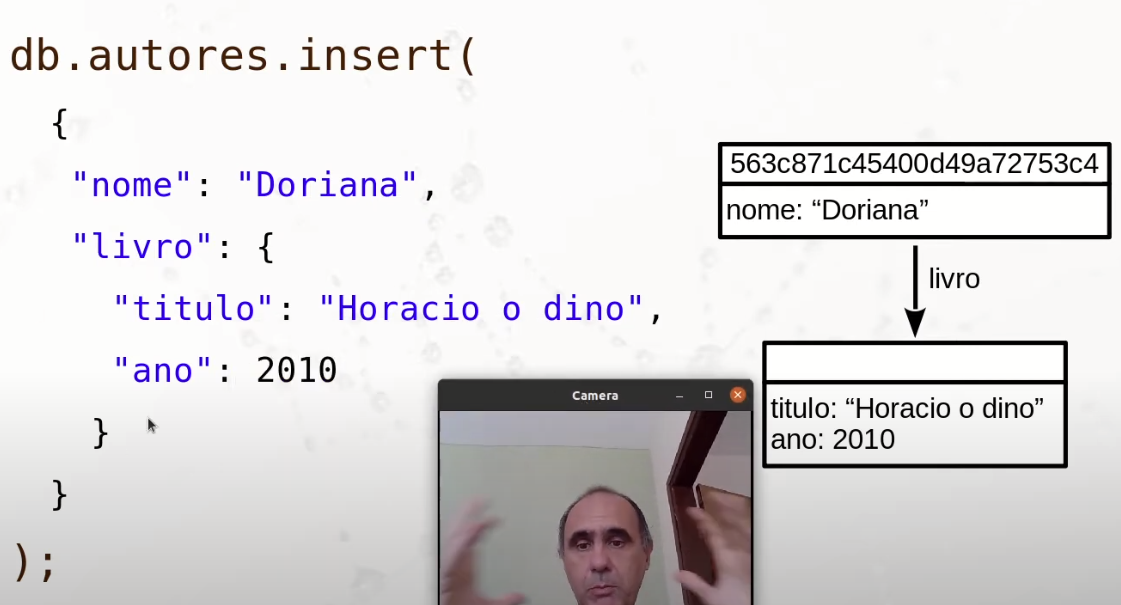 db.autores.insert(
{
"nome": "Doriana",
"livro": {
"titulo": "Horacio o dino",
"ano": 2010
}
}
);
563c871c45400d49a72753c4
nome: “Doriana”
livro
titulo: “Horacio o dino”
ano: 2010
Camera